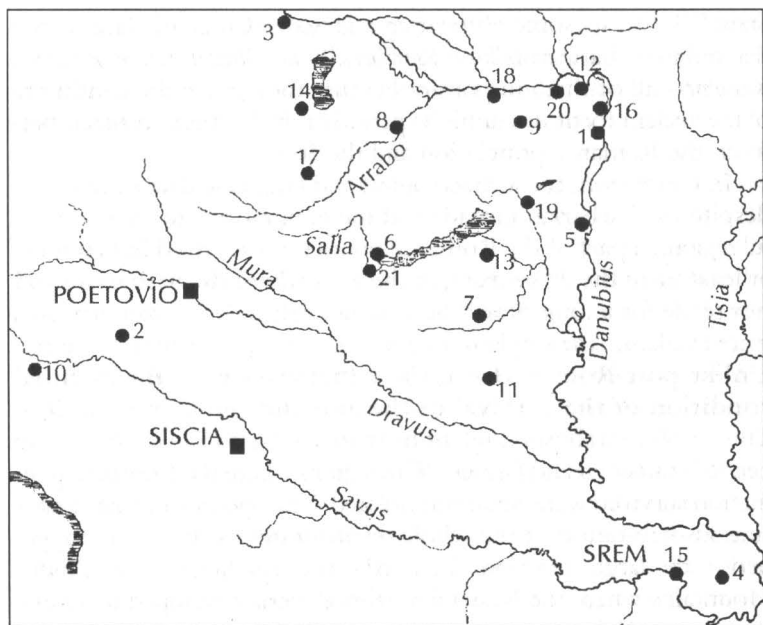 3
12
18
14
20
16
8
9
1
Arrabo
17
19
Salla
6
5
13
21
Mura
POETOVIO
7
Danubius
Tisia
2
10
11
Dravus
SISCIA
Savus
SREM
15
4